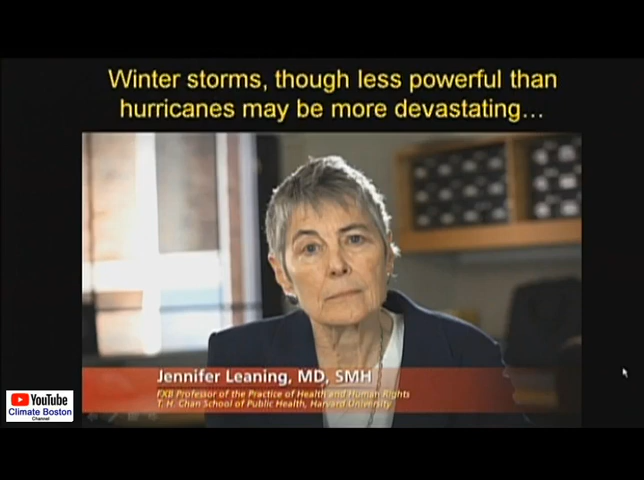 Winter storms, though less powerful than
hurricanes may be more devastating...
Jennifer Leaning, MD, SMH
FXB Professor of the Practice of Health and Human Rights
T. H. Chan School of Public Health, Harvard University
YouTube
Climate Boston
Channel